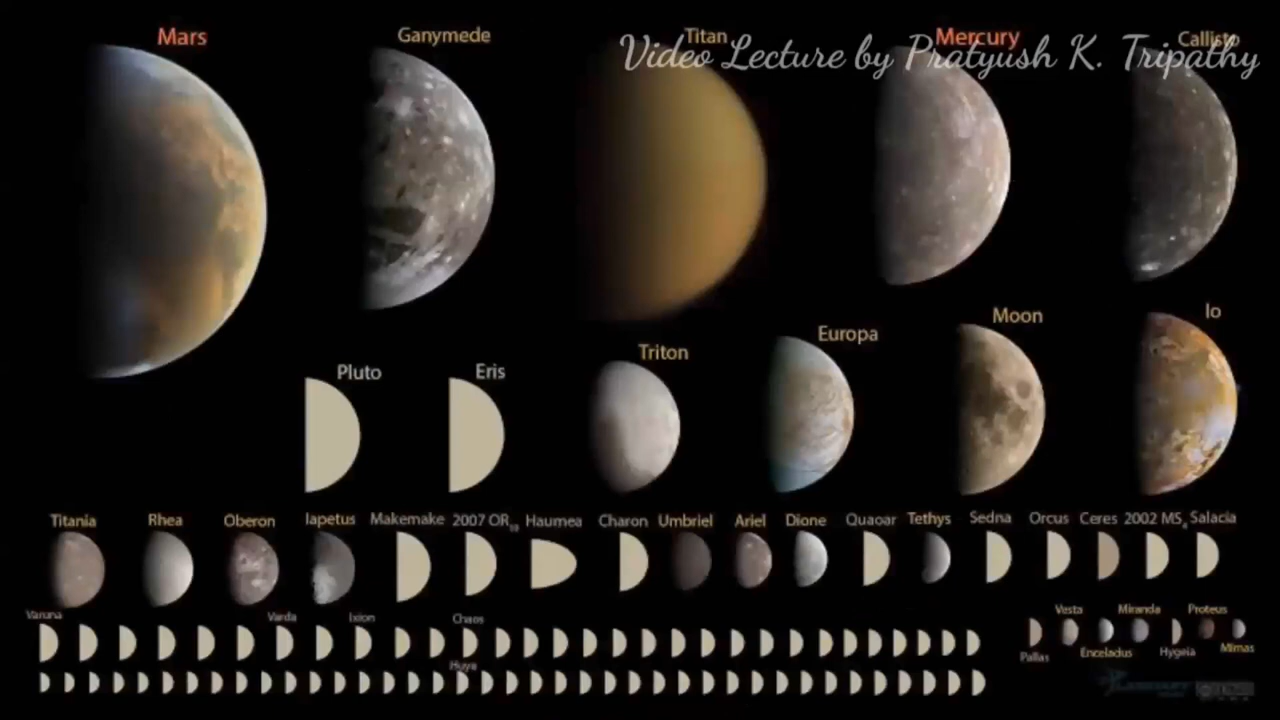 Mars
Ganymede
Titan
Mercury
Callisto
Video Lecture by Pratyush K. Tripathy
Io
Moon
Europa
Triton
Pluto
Eris
Titania Rhea Oberon Iapetus Makemake 2007 OR₁₀ Haumea Charon Umbriel Ariel Dione Quaoar Tethys Sedna Orcus Ceres 2002 MS₄ Salacia
Varuna Varda Ixion Chaos
Vesta Miranda Proteus
Pallas Enceladus Hygeia Mimas
Huya